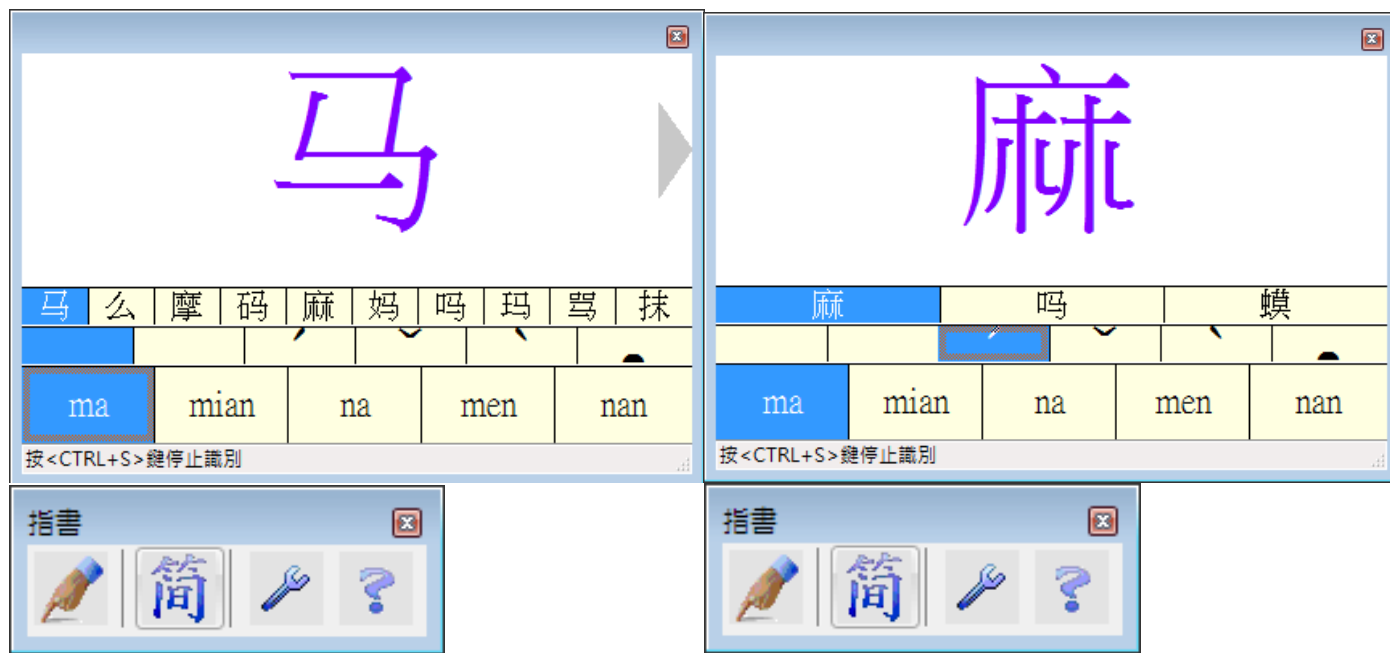 马
马 么 摩 码 麻 妈 吗 玛 骂 抹
ˊ ˇ ˋ ˙
ma mian na men nan
按<CTRL+S>鍵停止識別
指書
简
?
麻
麻 吗 蟆
ˊ ˇ ˋ ˙
ma mian na men nan
按<CTRL+S>鍵停止識別
指書
简
?